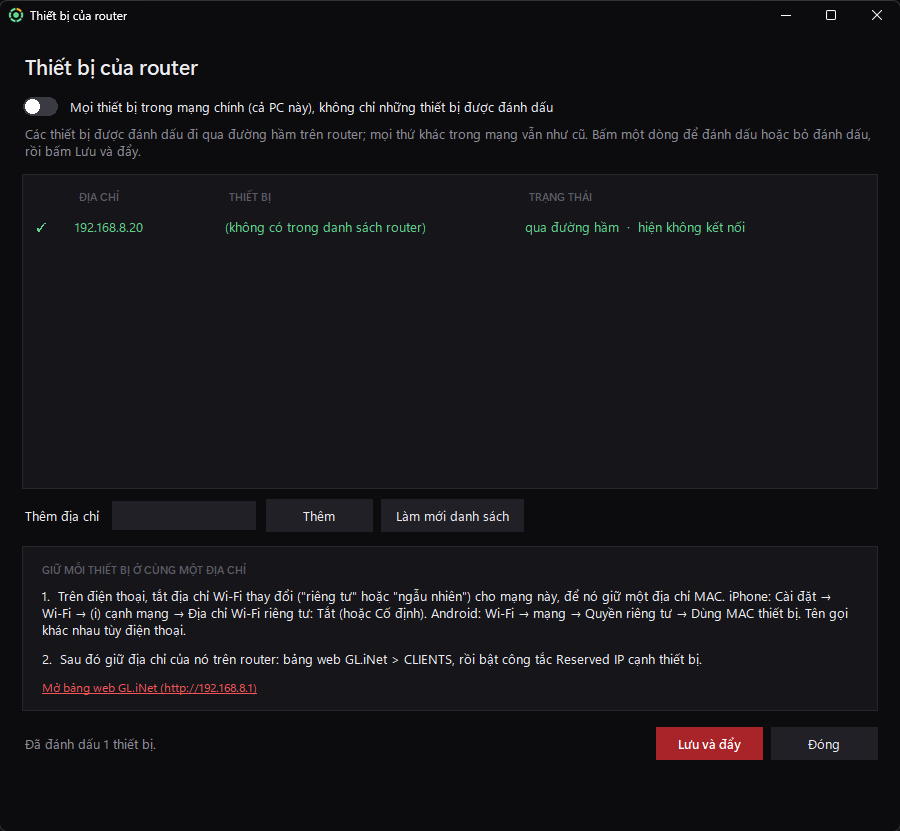 Thiết bị của router
Thiết bị của router
Mọi thiết bị trong mạng chính (cả PC này), không chỉ những thiết bị được đánh dấu
Các thiết bị được đánh dấu đi qua đường hầm trên router; mọi thứ khác trong mạng vẫn như cũ. Bấm một dòng để đánh dấu hoặc bỏ đánh dấu,
rồi bấm Lưu và đẩy.
ĐỊA CHỈ THIẾT BỊ TRẠNG THÁI
✓ 192.168.8.20 (không có trong danh sách router) qua đường hầm · hiện không kết nối
Thêm địa chỉ Thêm Làm mới danh sách
GIỮ MỖI THIẾT BỊ Ở CÙNG MỘT ĐỊA CHỈ
1. Trên điện thoại, tắt địa chỉ Wi-Fi thay đổi ("riêng tư" hoặc "ngẫu nhiên") cho mạng này, để nó giữ một địa chỉ MAC. iPhone: Cài đặt →
Wi-Fi → (i) cạnh mạng → Địa chỉ Wi-Fi riêng tư: Tắt (hoặc Cố định). Android: Wi-Fi → mạng → Quyền riêng tư → Dùng MAC thiết bị. Tên gọi
khác nhau tùy điện thoại.
2. Sau đó giữ địa chỉ của nó trên router: bảng web GL.iNet > CLIENTS, rồi bật công tắc Reserved IP cạnh thiết bị.
Mở bảng web GL.iNet (http://192.168.8.1)
Đã đánh dấu 1 thiết bị. Lưu và đẩy Đóng